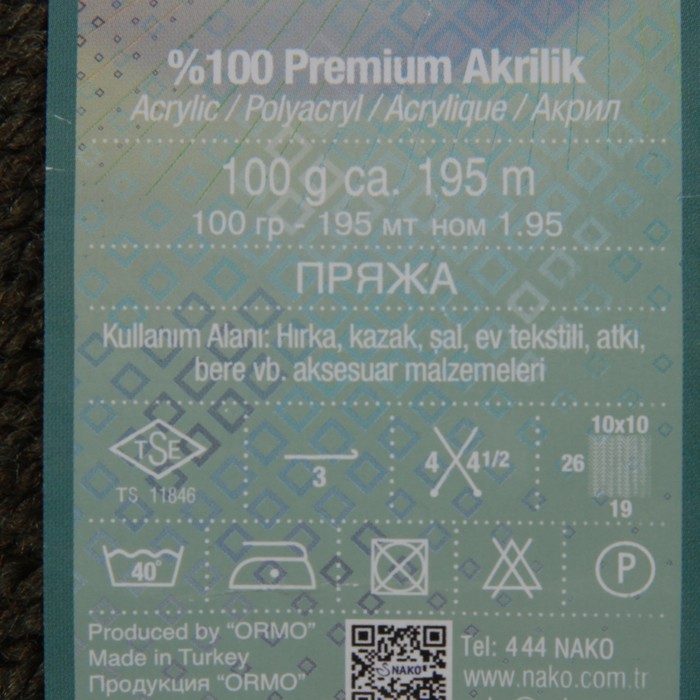 %100 Premium Akrilik
Acrylic / Polyacryl / Acrylique / Акрил
100 g ca. 195 m
100 гр - 195 мт ном 1.95
ПРЯЖА
Kullanım Alanı: Hırka, kazak, şal, ev tekstili, atkı,
bere vb. aksesuar malzemeleri
TSE
TS 11846
3
4 4 1/2
10x10
26
19
40°
P
Produced by “ORMO”
Made in Turkey
Продукция “ORMO”
NAKO
Tel: 444 NAKO
www.nako.com.tr